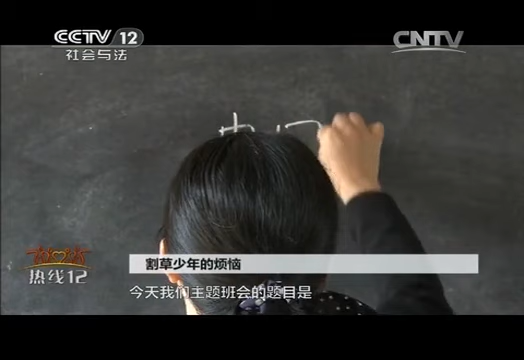 CCTV 12
社会与法
CNTV
热线12
割草少年的烦恼
今天我们主题班会的题目是